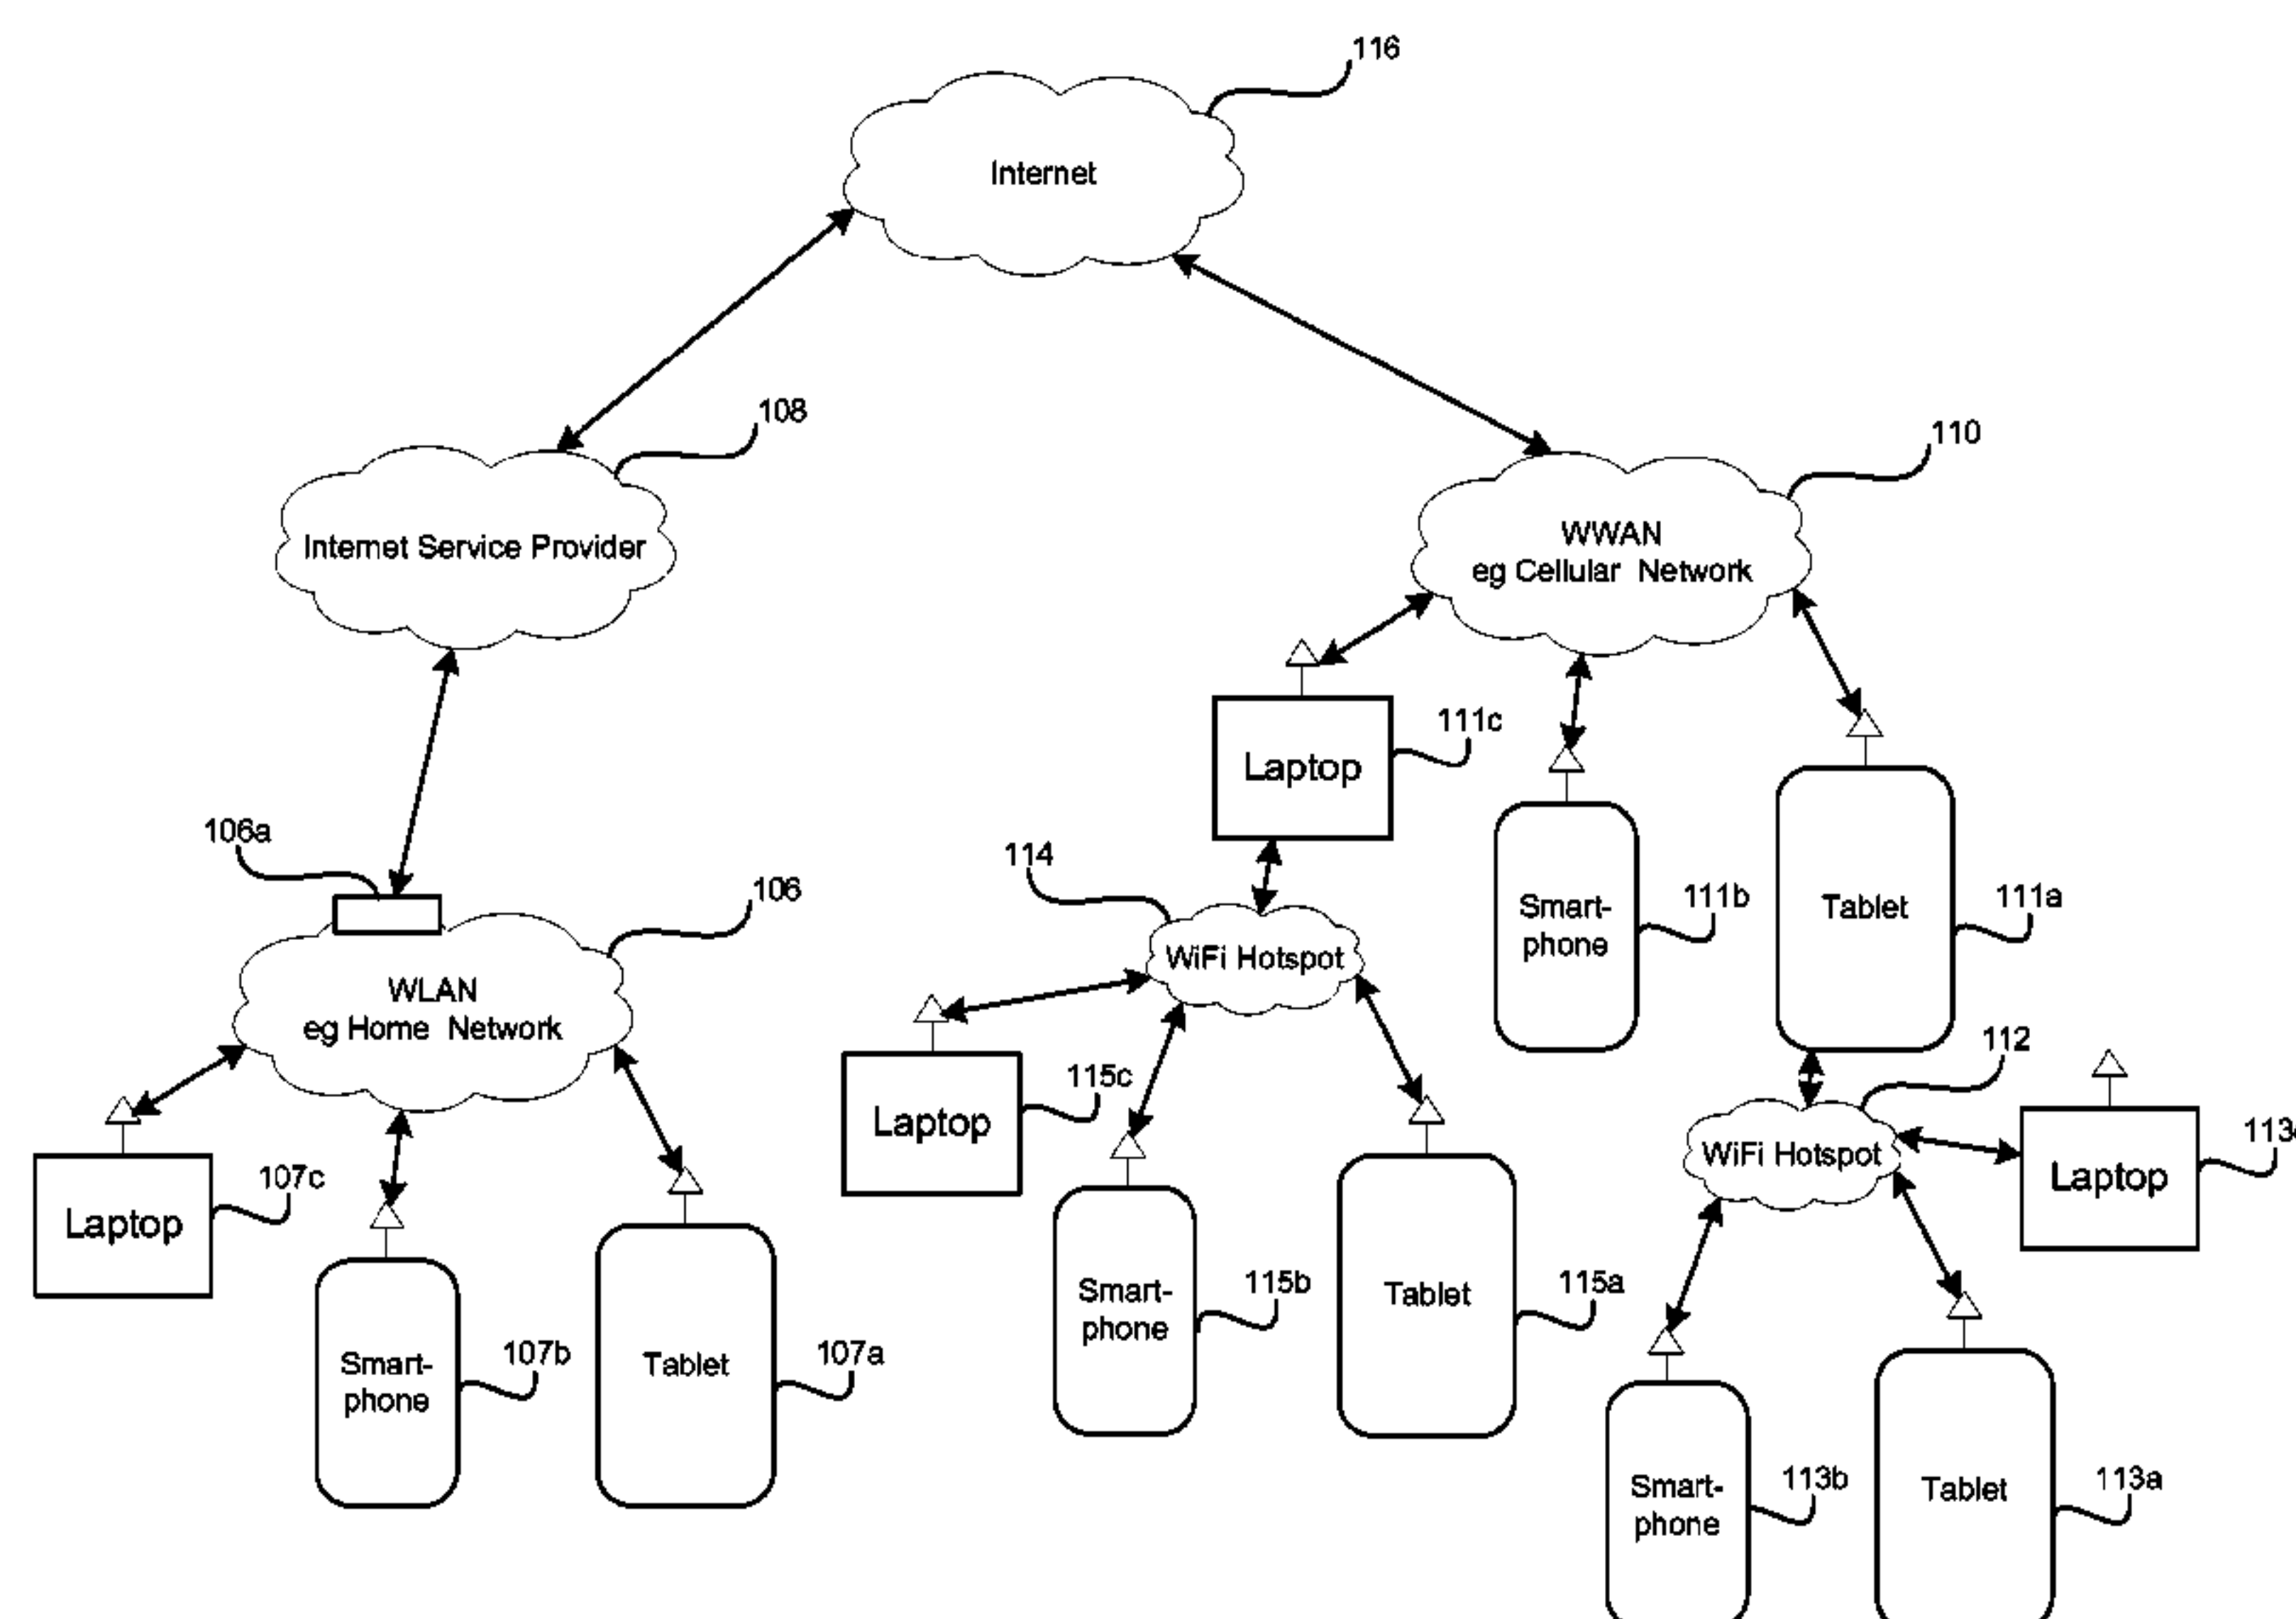 116
Internet
108
110
Internet Service Provider
WWAN
eg Cellular Network
111c
Laptop
106a
114
106
Smart-
phone
111b
Tablet
111a
WiFi Hotspot
WLAN
eg Home Network
112
115c
Laptop
113
WiFi Hotspot
Laptop
107c
Laptop
115b
Smart-
phone
Tablet
115a
107b
Smart-
phone
Tablet
107a
Smart-
phone
113b
Tablet
113a